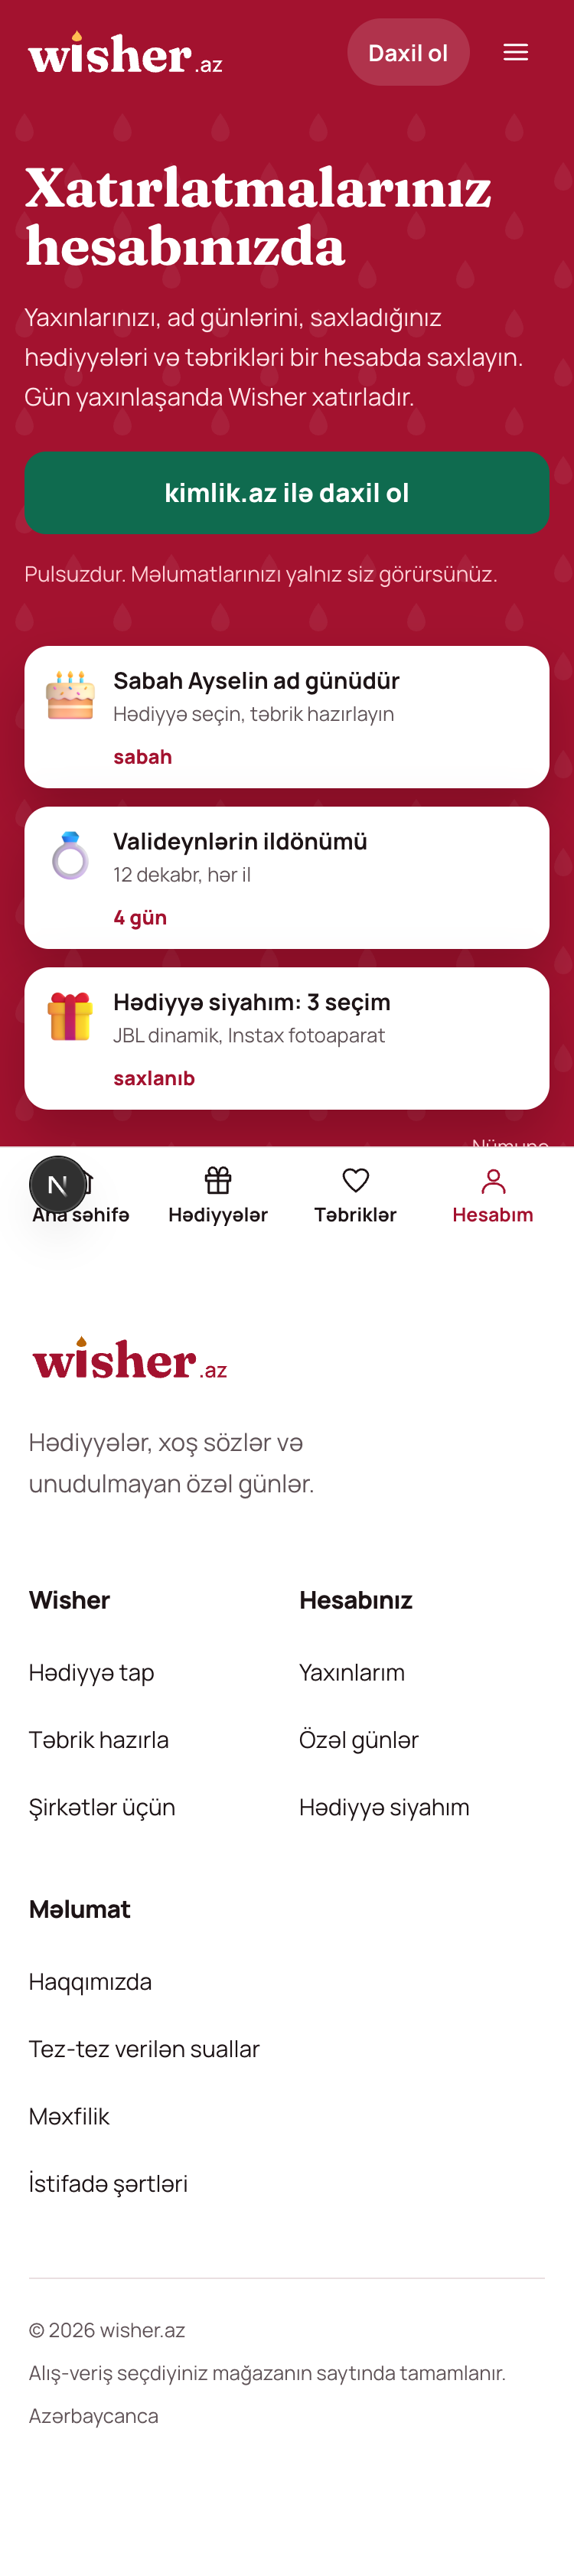 wisher.az
Daxil ol
Xatırlatmalarınız
hesabınızda
Yaxınlarınızı, ad günlərini, saxladığınız
hədiyyələri və təbrikləri bir hesabda saxlayın.
Gün yaxınlaşanda Wisher xatırladır.
kimlik.az ilə daxil ol
Pulsuzdur. Məlumatlarınızı yalnız siz görürsünüz.
Sabah Ayselin ad günüdür
Hədiyyə seçin, təbrik hazırlayın
sabah
Valideynlərin ildönümü
12 dekabr, hər il
4 gün
Hədiyyə siyahım: 3 seçim
JBL dinamik, Instax fotoaparat
saxlanıb
Nümunə
N
Ana səhifə
Hədiyyələr
Təbriklər
Hesabım
wisher.az
Hədiyyələr, xoş sözlər və
unudulmayan özəl günlər.
Wisher
Hədiyyə tap
Təbrik hazırla
Şirkətlər üçün
Hesabınız
Yaxınlarım
Özəl günlər
Hədiyyə siyahım
Məlumat
Haqqımızda
Tez-tez verilən suallar
Məxfilik
İstifadə şərtləri
© 2026 wisher.az
Alış-veriş seçdiyiniz mağazanın saytında tamamlanır.
Azərbaycanca